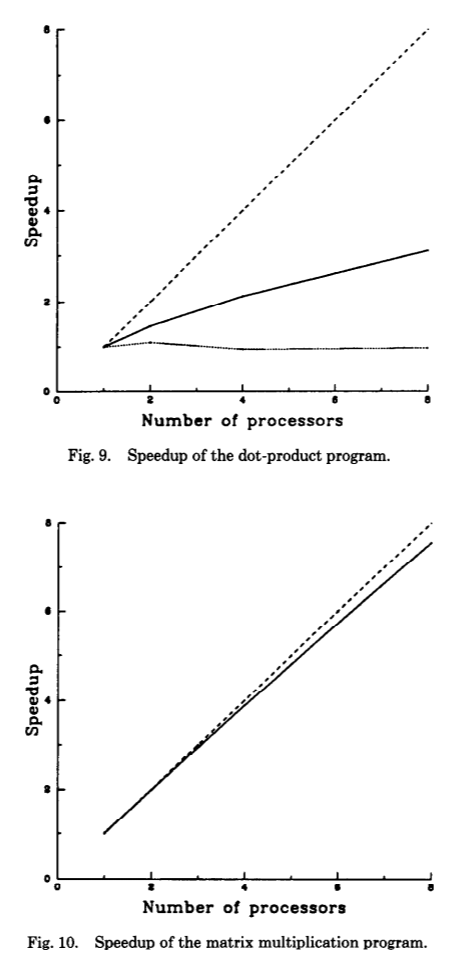 8
6
4
2
0
Speedup
0 2 4 6 8
Number of processors
Fig. 9. Speedup of the dot-product program.
8
6
4
2
0
Speedup
0 2 4 6 8
Number of processors
Fig. 10. Speedup of the matrix multiplication program.